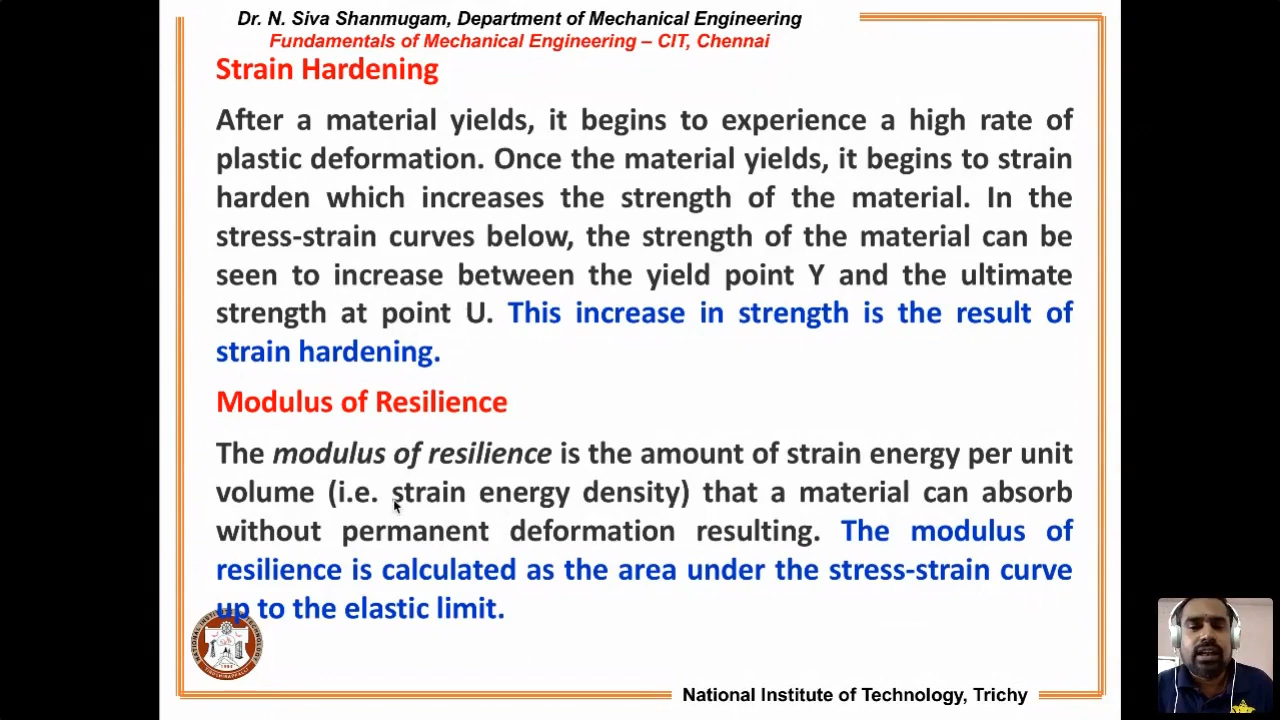 Dr. N. Siva Shanmugam, Department of Mechanical Engineering
Fundamentals of Mechanical Engineering – CIT, Chennai
Strain Hardening
After a material yields, it begins to experience a high rate of
plastic deformation. Once the material yields, it begins to strain
harden which increases the strength of the material. In the
stress-strain curves below, the strength of the material can be
seen to increase between the yield point Y and the ultimate
strength at point U. This increase in strength is the result of
strain hardening.
Modulus of Resilience
The modulus of resilience is the amount of strain energy per unit
volume (i.e. strain energy density) that a material can absorb
without permanent deformation resulting. The modulus of
resilience is calculated as the area under the stress-strain curve
up to the elastic limit.
National Institute of Technology, Trichy